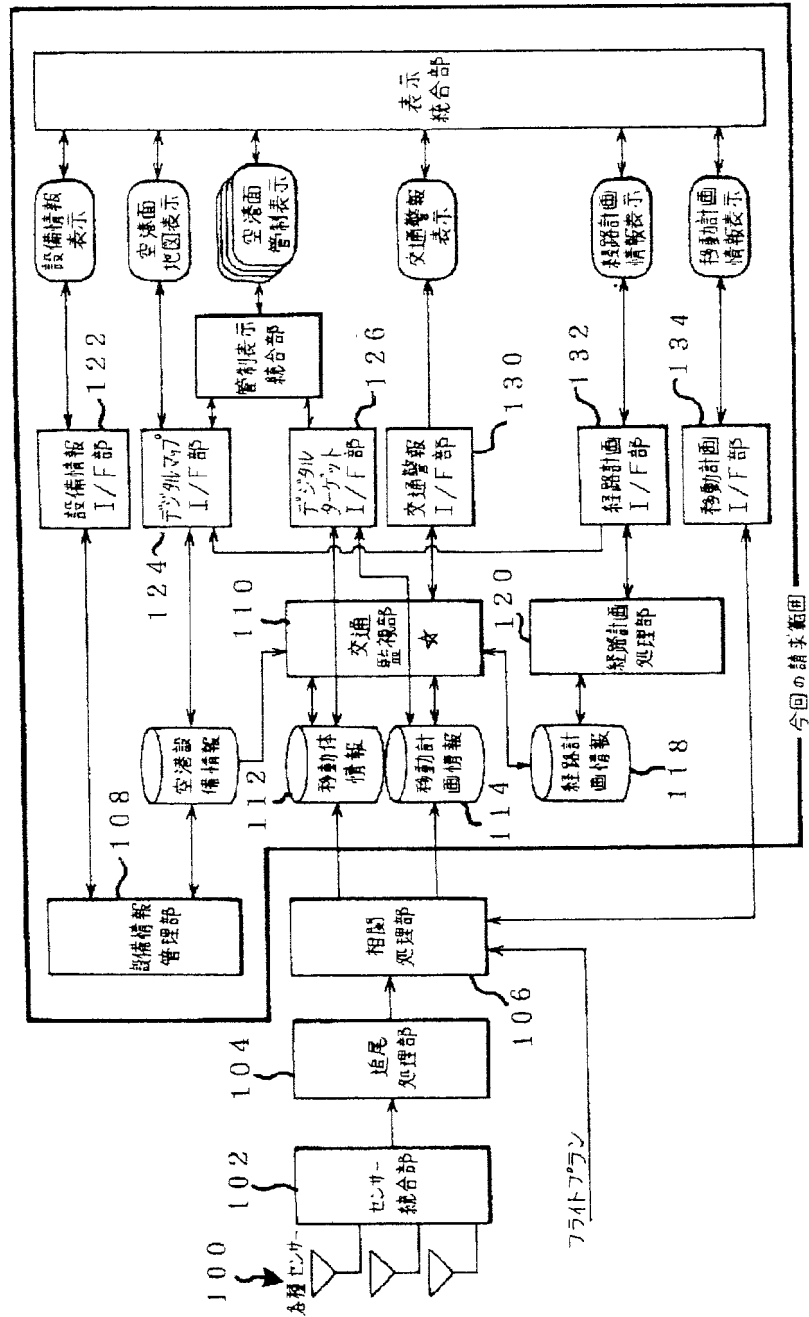 100
各種センサー
102
センサー
統合部
104
追尾
処理部
106
相関
処理部
フライトプラン
108
設備情報
管理部
空港設
備情報
112
移動体
情報
114
移動計
画情報
118
経路計
画情報
110
交通
監視部
☆
120
経路計画
処理部
122
設備情報
I/F部
124
デジタルマップ
I/F部
126
デジタル
ターゲット
I/F部
130
交通警報
I/F部
132
経路計画
I/F部
134
移動計画
I/F部
管制表示
統合部
設備情報
表示
空港面
地図表示
空港面
管制表示
交通警報
表示
経路計画
情報表示
移動計画
情報表示
表示
統合部
今回の請求範囲